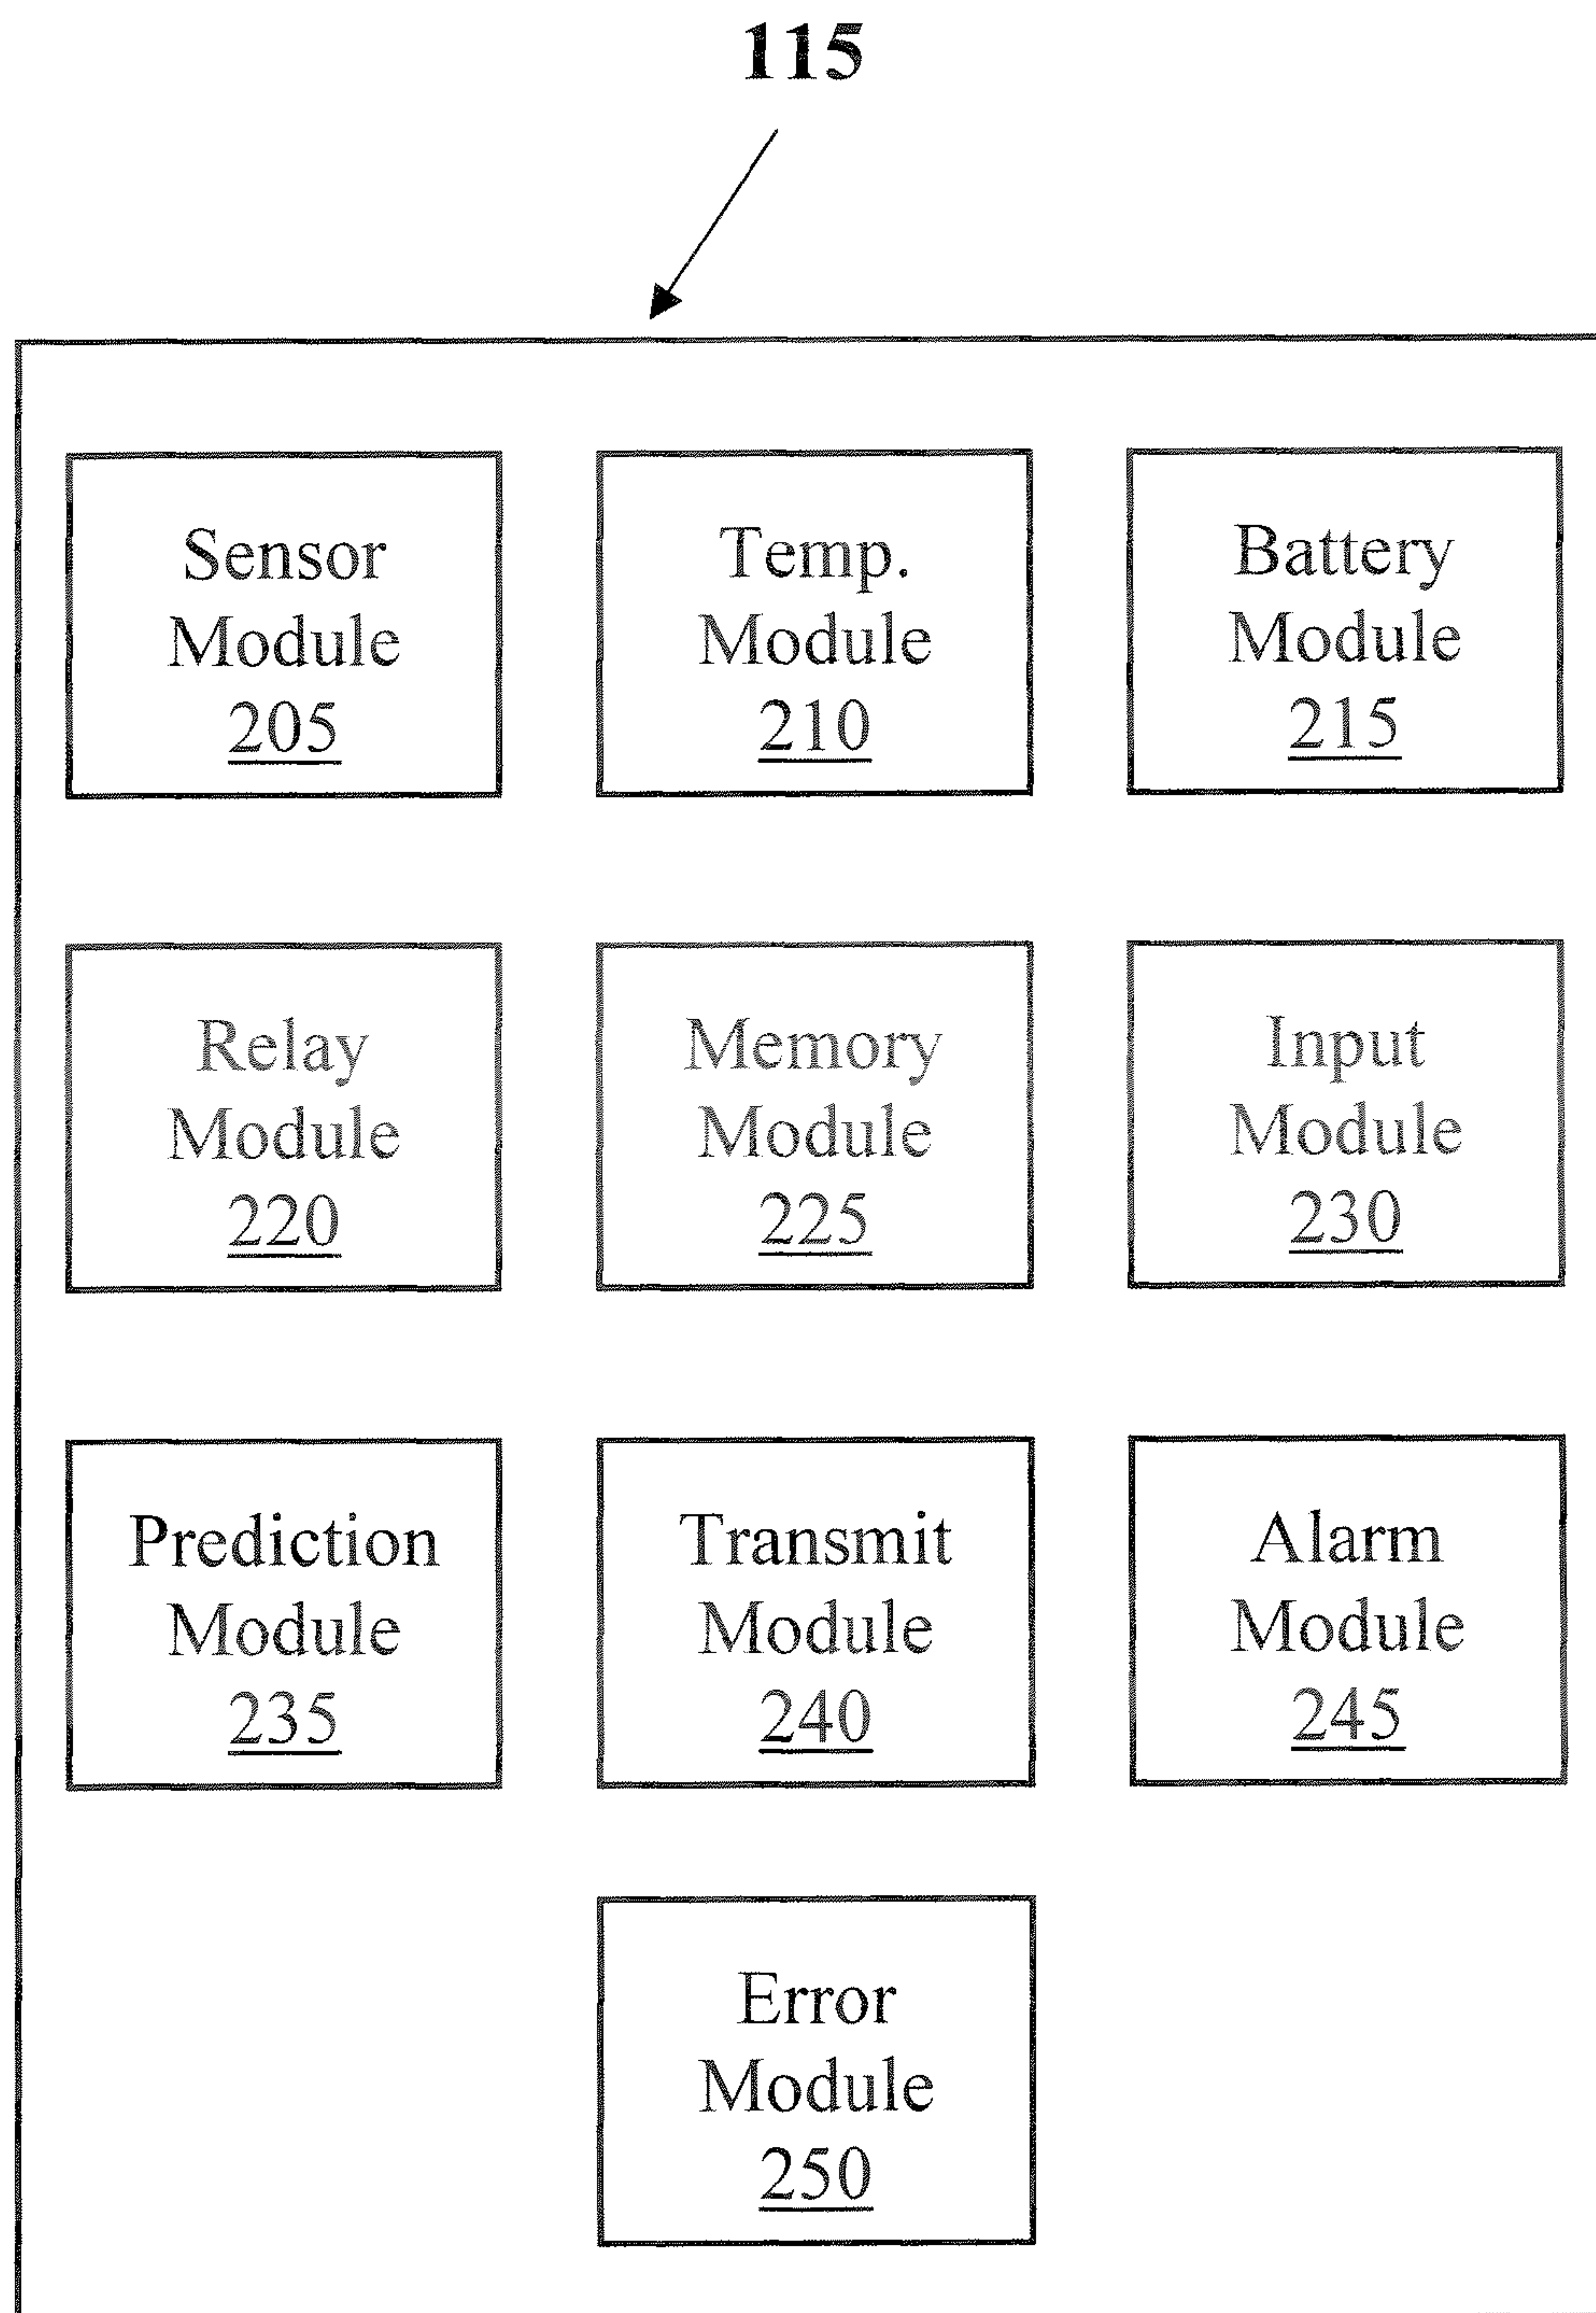 115
Sensor
Module
205
Temp.
Module
210
Battery
Module
215
Relay
Module
220
Memory
Module
225
Input
Module
230
Prediction
Module
235
Transmit
Module
240
Alarm
Module
245
Error
Module
250